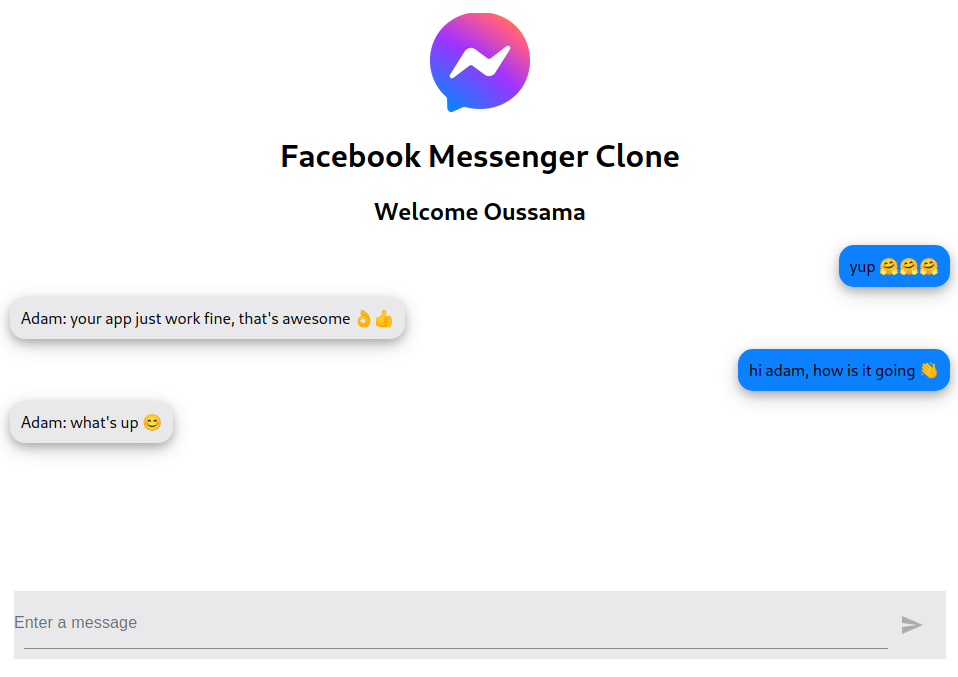 Facebook Messenger Clone
Welcome Oussama
yup 🤗🤗🤗
Adam: your app just work fine, that's awesome 👌👍
hi adam, how is it going 👋
Adam: what's up 😊
Enter a message